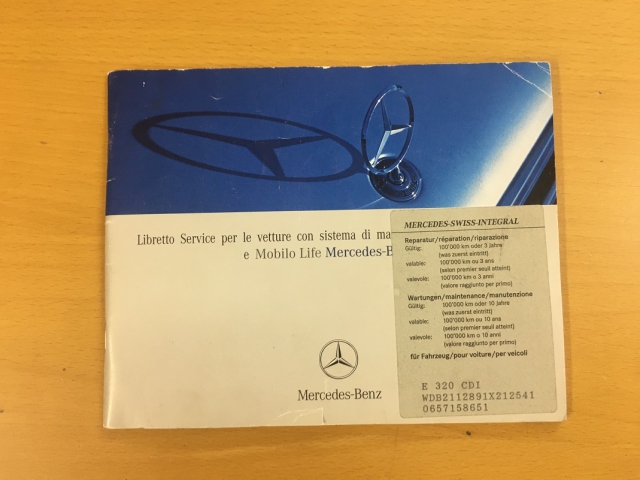 Libretto Service per le vetture con sistema di
e Mobilo Life Mercedes-B
MERCEDES-SWISS-INTEGRAL
Reparatur/réparation/riparazione
Gültig: 100'000 km oder 3 Jahre
(was zuerst eintritt)
valable: 100'000 km ou 3 ans
(selon premier seuil atteint)
valevole: 100'000 km o 3 anni
(valore raggiunto per primo)
Wartungen/maintenance/manutenzione
Gültig: 100'000 km oder 10 Jahre
(was zuerst eintritt)
valable: 100'000 km ou 10 ans
(selon premier seuil atteint)
valevole: 100'000 km o 10 anni
(valore raggiunto per primo)
für Fahrzeug/pour voiture/per veicoli
E 320 CDI
WDB2112891X212541
0657158651
Mercedes-Benz